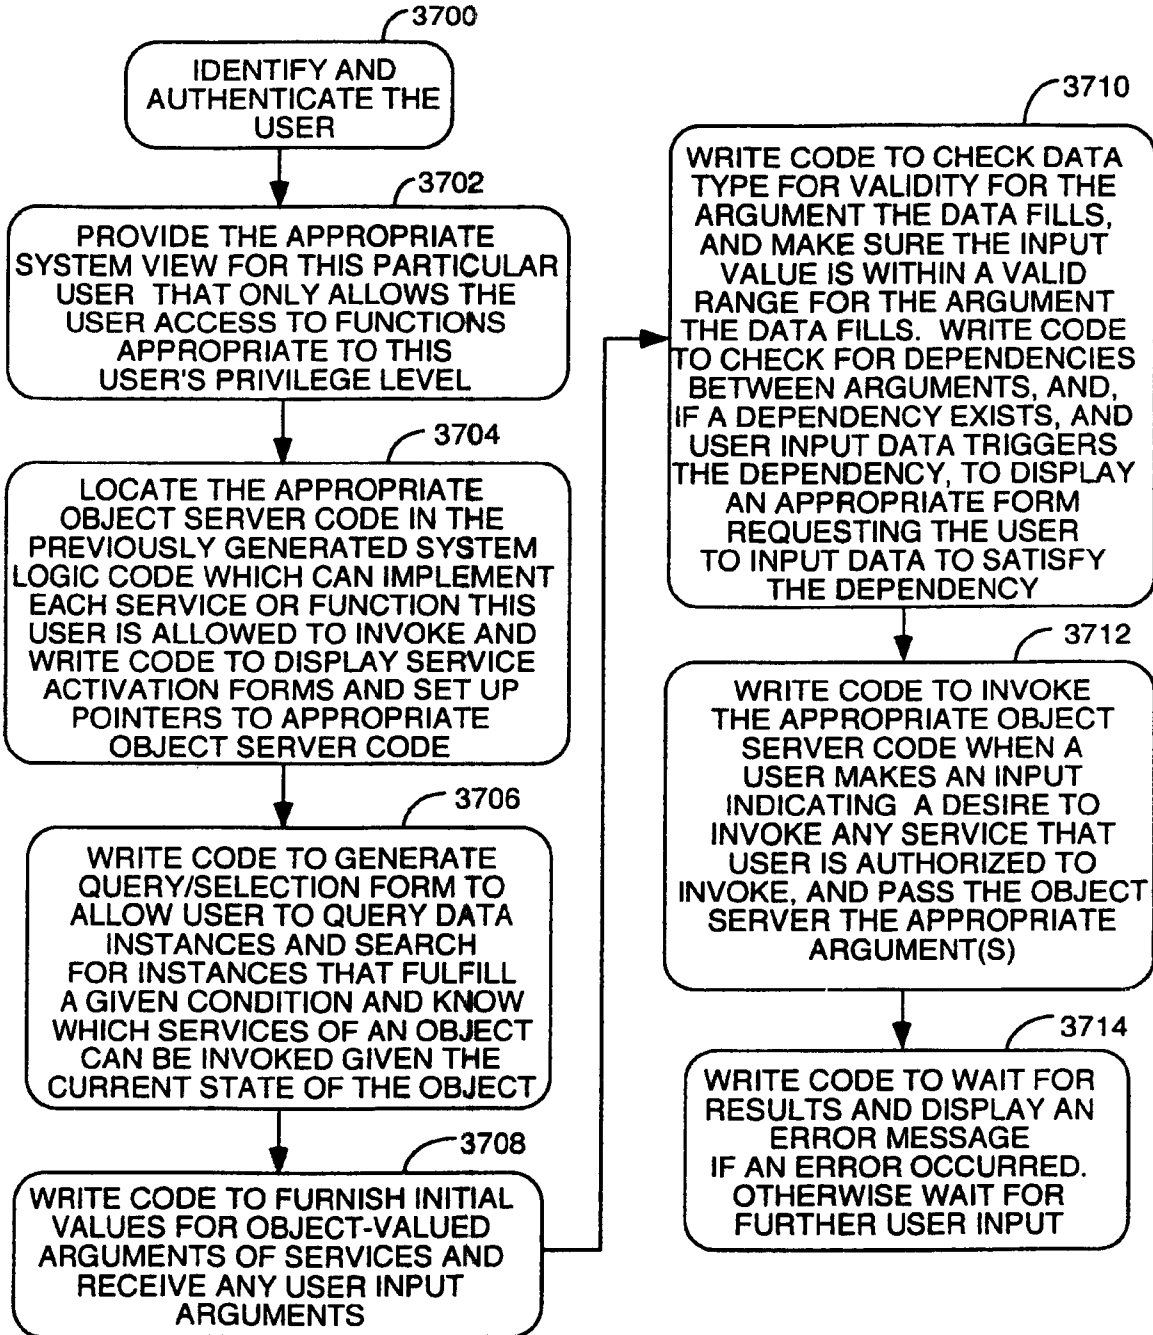 3700
IDENTIFY AND
AUTHENTICATE THE
USER
3702
PROVIDE THE APPROPRIATE
SYSTEM VIEW FOR THIS PARTICULAR
USER THAT ONLY ALLOWS THE
USER ACCESS TO FUNCTIONS
APPROPRIATE TO THIS
USER'S PRIVILEGE LEVEL
3704
LOCATE THE APPROPRIATE
OBJECT SERVER CODE IN THE
PREVIOUSLY GENERATED SYSTEM
LOGIC CODE WHICH CAN IMPLEMENT
EACH SERVICE OR FUNCTION THIS
USER IS ALLOWED TO INVOKE AND
WRITE CODE TO DISPLAY SERVICE
ACTIVATION FORMS AND SET UP
POINTERS TO APPROPRIATE
OBJECT SERVER CODE
3706
WRITE CODE TO GENERATE
QUERY/SELECTION FORM TO
ALLOW USER TO QUERY DATA
INSTANCES AND SEARCH
FOR INSTANCES THAT FULFILL
A GIVEN CONDITION AND KNOW
WHICH SERVICES OF AN OBJECT
CAN BE INVOKED GIVEN THE
CURRENT STATE OF THE OBJECT
3708
WRITE CODE TO FURNISH INITIAL
VALUES FOR OBJECT-VALUED
ARGUMENTS OF SERVICES AND
RECEIVE ANY USER INPUT
ARGUMENTS
3710
WRITE CODE TO CHECK DATA
TYPE FOR VALIDITY FOR THE
ARGUMENT THE DATA FILLS,
AND MAKE SURE THE INPUT
VALUE IS WITHIN A VALID
RANGE FOR THE ARGUMENT
THE DATA FILLS. WRITE CODE
TO CHECK FOR DEPENDENCIES
BETWEEN ARGUMENTS, AND,
IF A DEPENDENCY EXISTS, AND
USER INPUT DATA TRIGGERS
THE DEPENDENCY, TO DISPLAY
AN APPROPRIATE FORM
REQUESTING THE USER
TO INPUT DATA TO SATISFY
THE DEPENDENCY
3712
WRITE CODE TO INVOKE
THE APPROPRIATE OBJECT
SERVER CODE WHEN A
USER MAKES AN INPUT
INDICATING A DESIRE TO
INVOKE ANY SERVICE THAT
USER IS AUTHORIZED TO
INVOKE, AND PASS THE OBJECT
SERVER THE APPROPRIATE
ARGUMENT(S)
3714
WRITE CODE TO WAIT FOR
RESULTS AND DISPLAY AN
ERROR MESSAGE
IF AN ERROR OCCURRED.
OTHERWISE WAIT FOR
FURTHER USER INPUT